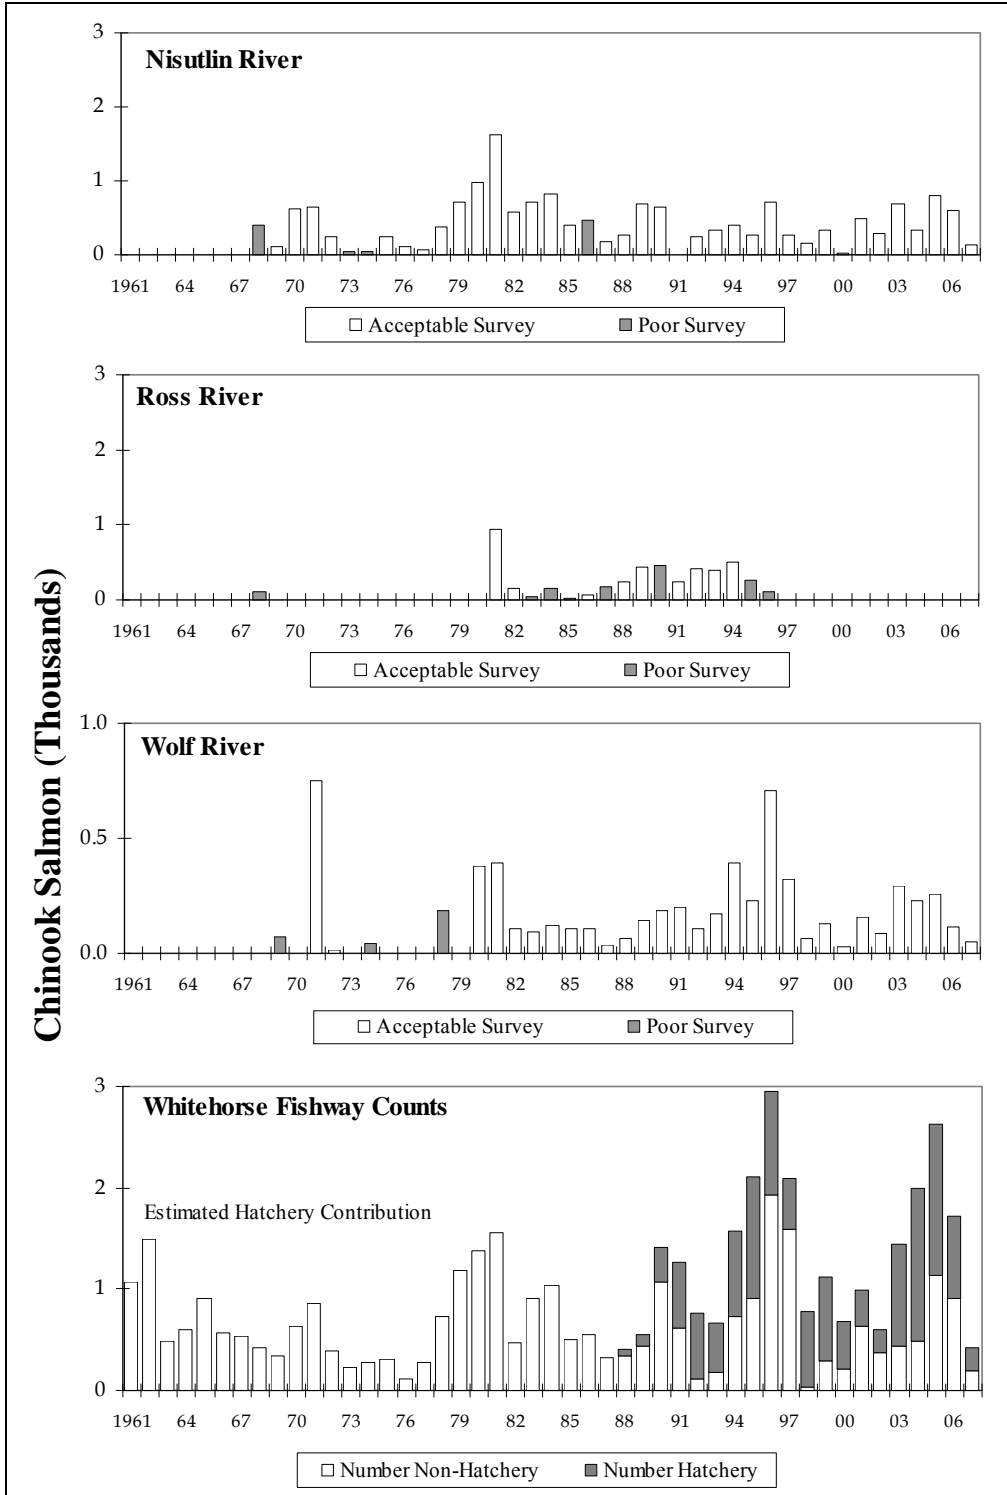 Chinook Salmon (Thousands)
Nisutlin River
3
2
1
0
1961 64 67 70 73 76 79 82 85 88 91 94 97 00 03 06
Acceptable Survey Poor Survey
Ross River
3
2
1
0
1961 64 67 70 73 76 79 82 85 88 91 94 97 00 03 06
Acceptable Survey Poor Survey
Wolf River
1.0
0.5
0.0
1961 64 67 70 73 76 79 82 85 88 91 94 97 00 03 06
Acceptable Survey Poor Survey
Whitehorse Fishway Counts
Estimated Hatchery Contribution
3
2
1
0
1961 64 67 70 73 76 79 82 85 88 91 94 97 00 03 06
Number Non-Hatchery Number Hatchery